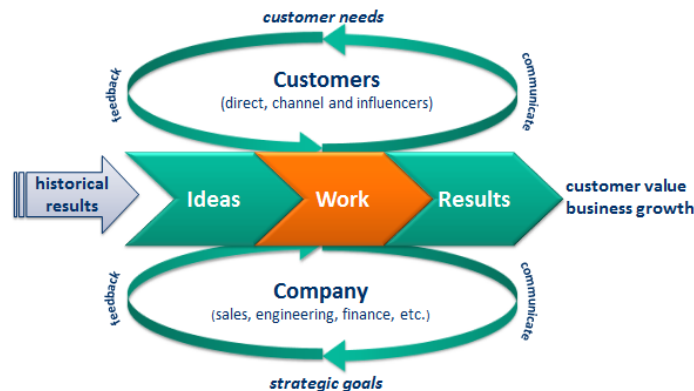 customer needs
feedback
communicate
Customers
(direct, channel and influencers)
historical
results
Ideas
Work
Results
customer value
business growth
feedback
communicate
Company
(sales, engineering, finance, etc.)
strategic goals